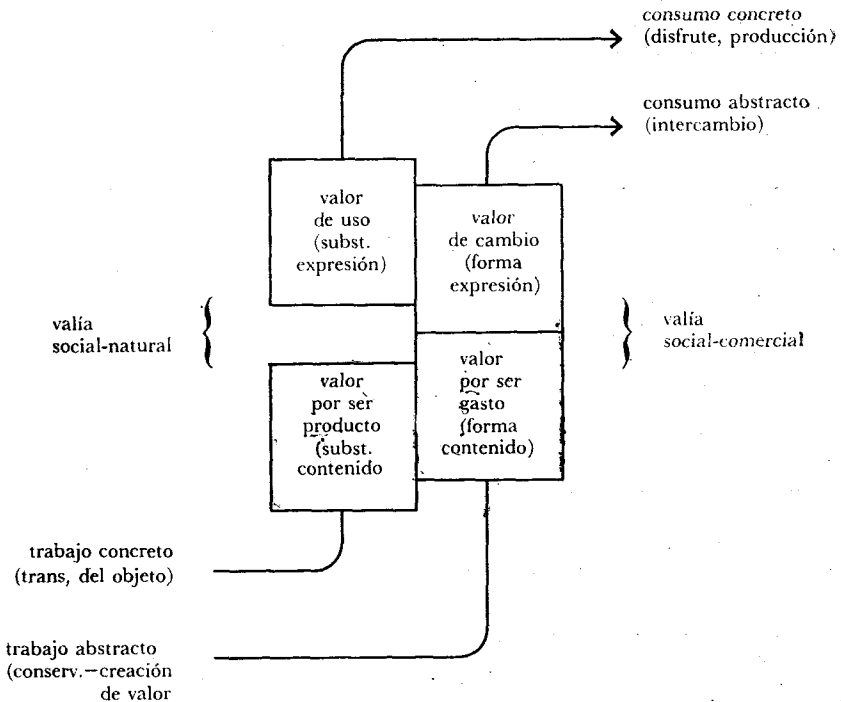 consumo concreto
(disfrute, producción)
consumo abstracto
(intercambio)
valor
de uso
(subst.
expresión)
valor
de cambio
(forma
expresión)
valía
social-natural
valía
social-comercial
valor
por ser
producto
(subst.
contenido
valor
por ser
gasto
(forma
contenido)
trabajo concreto
(trans, del objeto)
trabajo abstracto
(conserv.—creación
de valor